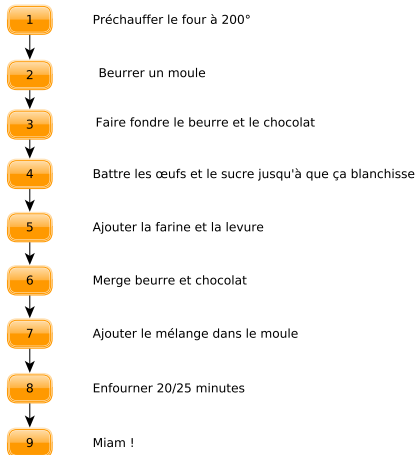 1 Préchauffer le four à 200°
2 Beurrer un moule
3 Faire fondre le beurre et le chocolat
4 Battre les œufs et le sucre jusqu'à que ça blanchisse
5 Ajouter la farine et la levure
6 Merge beurre et chocolat
7 Ajouter le mélange dans le moule
8 Enfourner 20/25 minutes
9 Miam !